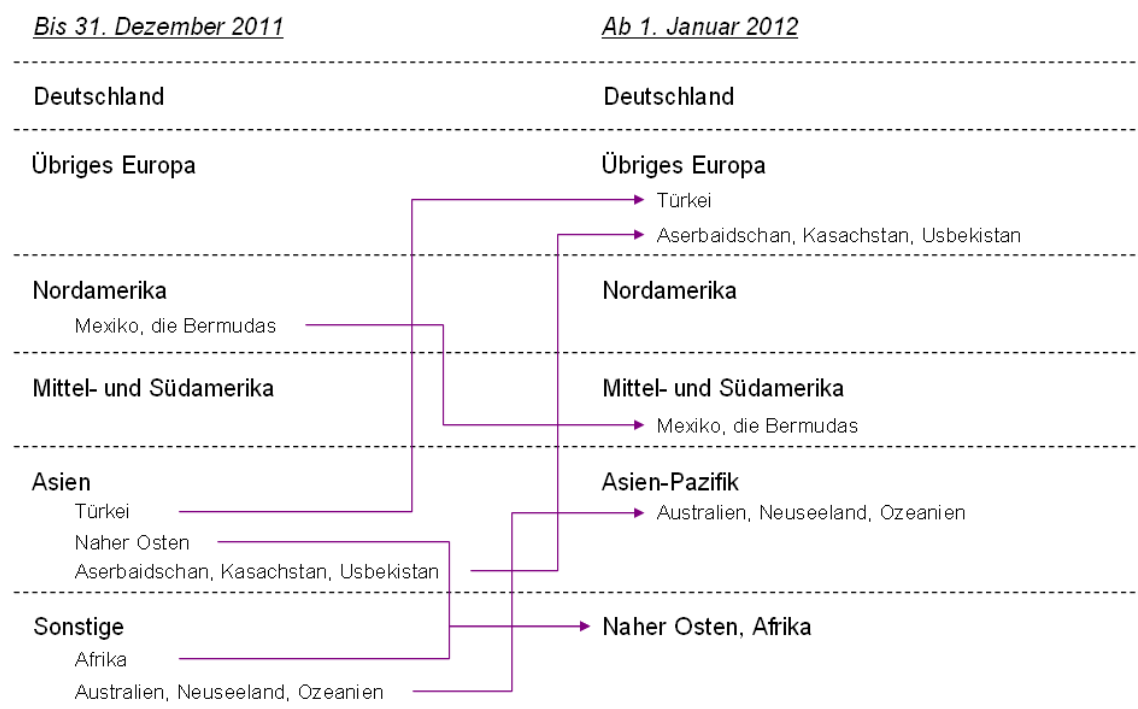 Bis 31. Dezember 2011
Ab 1. Januar 2012
Deutschland
Deutschland
Übriges Europa
Übriges Europa
Türkei
Aserbaidschan, Kasachstan, Usbekistan
Nordamerika
Nordamerika
Mexiko, die Bermudas
Mittel- und Südamerika
Mittel- und Südamerika
Mexiko, die Bermudas
Asien
Asien-Pazifik
Türkei
Australien, Neuseeland, Ozeanien
Naher Osten
Aserbaidschan, Kasachstan, Usbekistan
Sonstige
Naher Osten, Afrika
Afrika
Australien, Neuseeland, Ozeanien